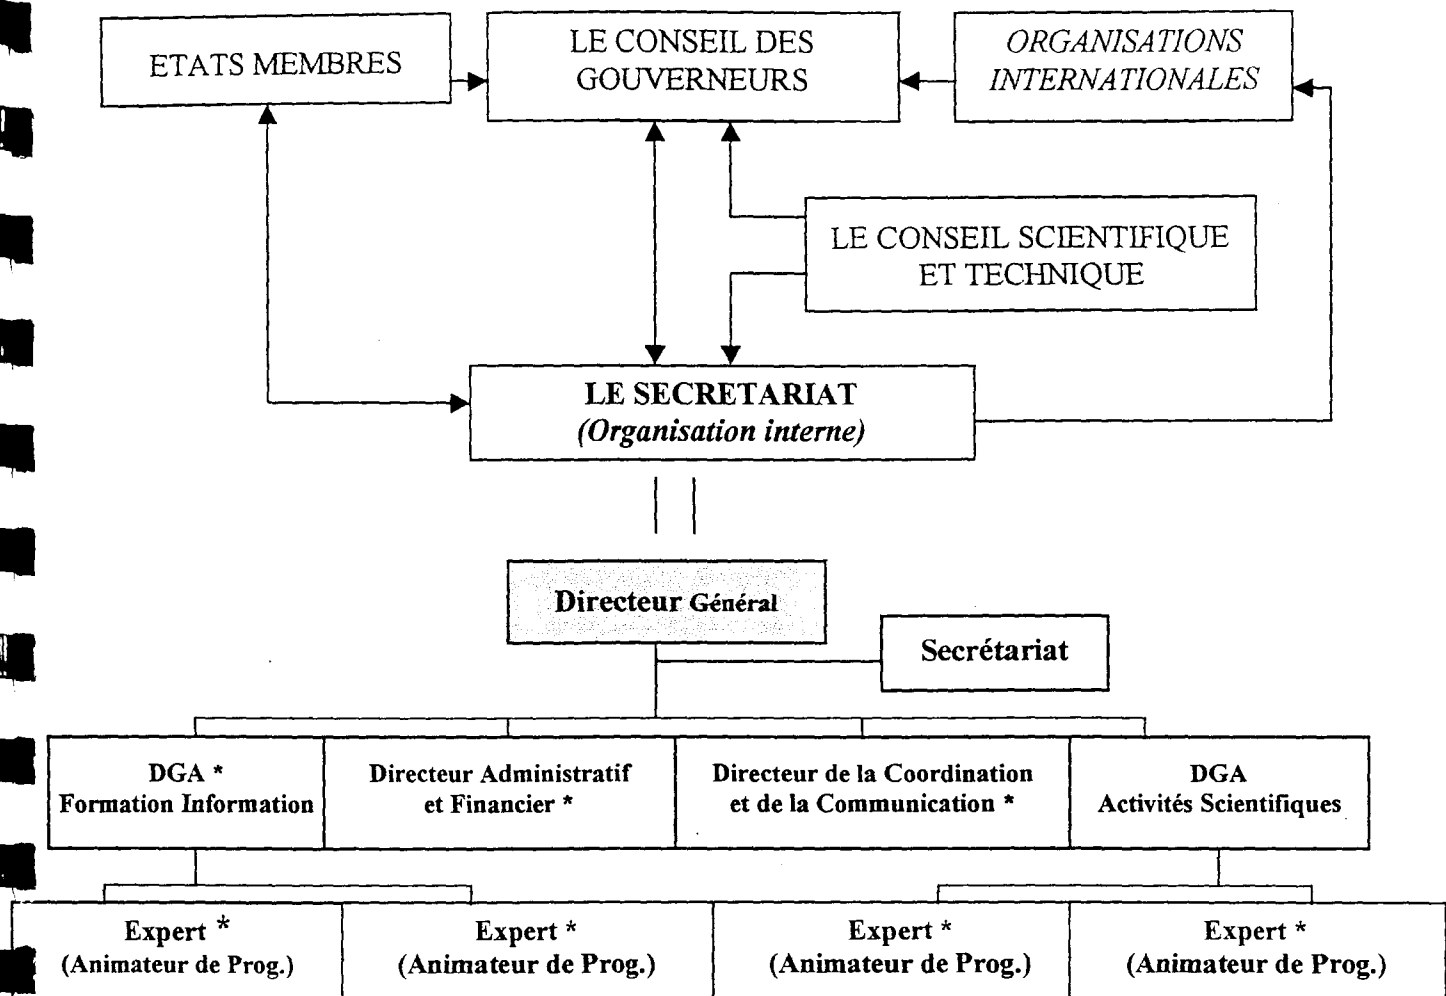 ETATS MEMBRES
LE CONSEIL DES
GOUVERNEURS
ORGANISATIONS
INTERNATIONALES
LE CONSEIL SCIENTIFIQUE
ET TECHNIQUE
LE SECRETARIAT
(Organisation interne)
Directeur Général
Secrétariat
DGA *
Formation Information
Directeur Administratif
et Financier *
Directeur de la Coordination
et de la Communication *
DGA
Activités Scientifiques
Expert *
(Animateur de Prog.)
Expert *
(Animateur de Prog.)
Expert *
(Animateur de Prog.)
Expert *
(Animateur de Prog.)